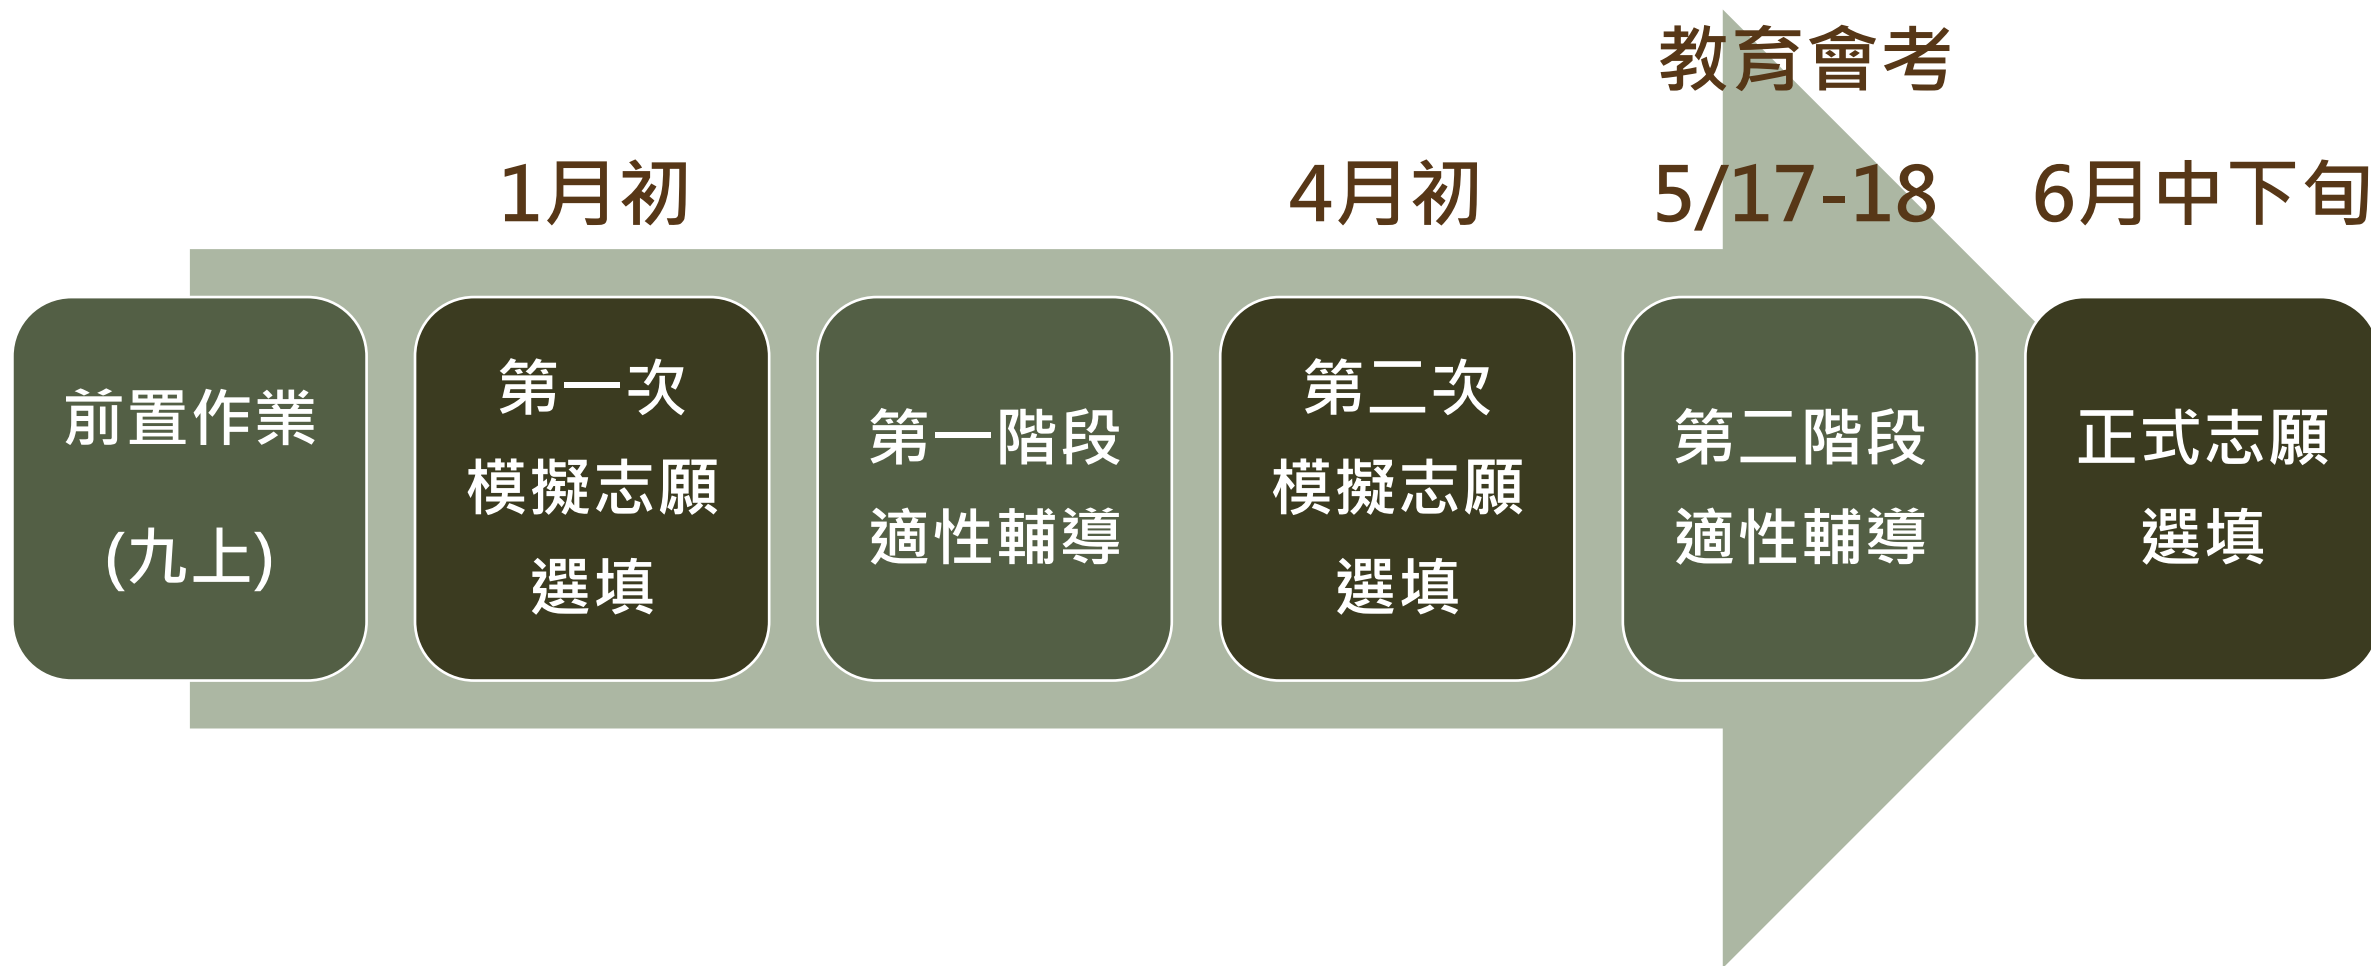 教育會考
1月初
4月初
5/17-18
6月中下旬
前置作業
(九上)
第一次
模擬志願
選填
第一階段
適性輔導
第二次
模擬志願
選填
第二階段
適性輔導
正式志願
選填